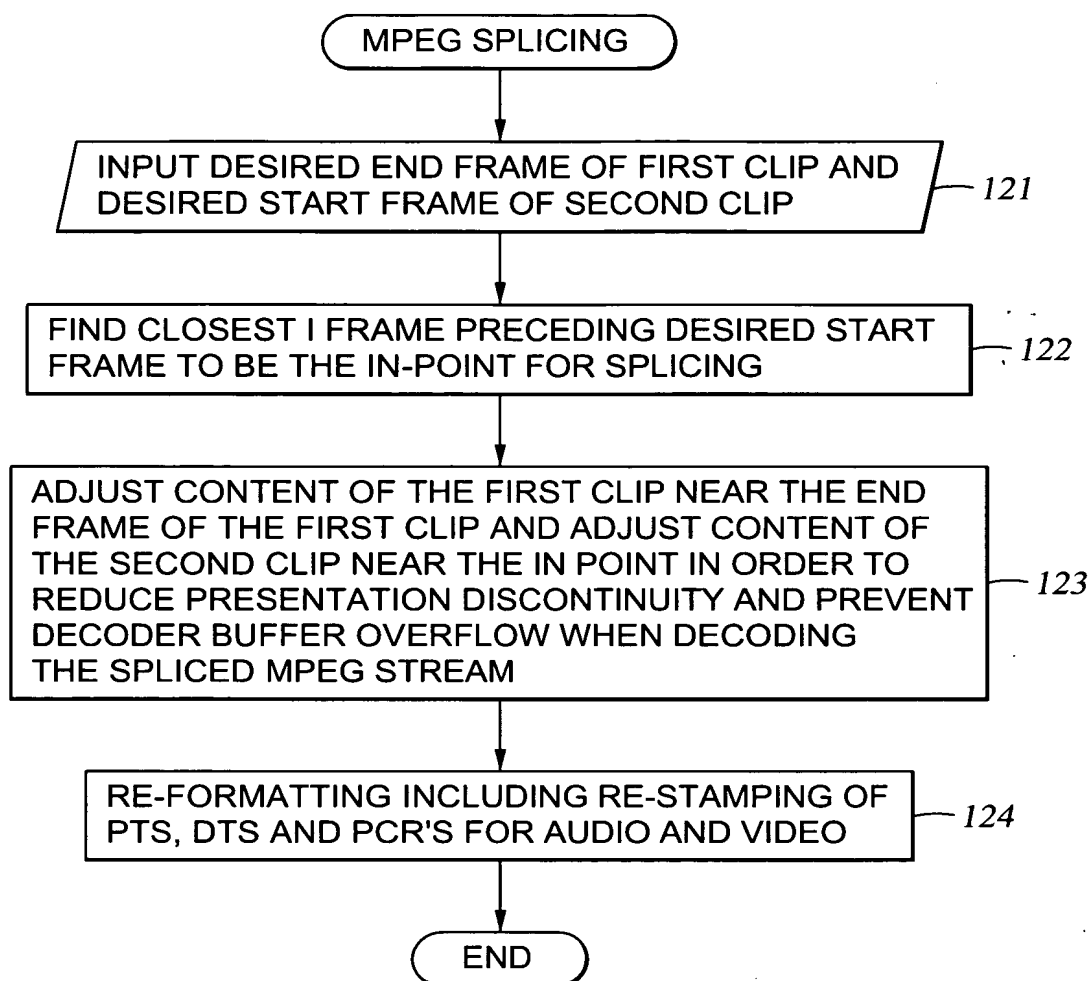 MPEG SPLICING
INPUT DESIRED END FRAME OF FIRST CLIP AND
DESIRED START FRAME OF SECOND CLIP
121
FIND CLOSEST I FRAME PRECEDING DESIRED START
FRAME TO BE THE IN-POINT FOR SPLICING
122
ADJUST CONTENT OF THE FIRST CLIP NEAR THE END
FRAME OF THE FIRST CLIP AND ADJUST CONTENT OF
THE SECOND CLIP NEAR THE IN POINT IN ORDER TO
REDUCE PRESENTATION DISCONTINUITY AND PREVENT
DECODER BUFFER OVERFLOW WHEN DECODING
THE SPLICED MPEG STREAM
123
RE-FORMATTING INCLUDING RE-STAMPING OF
PTS, DTS AND PCR'S FOR AUDIO AND VIDEO
124
END